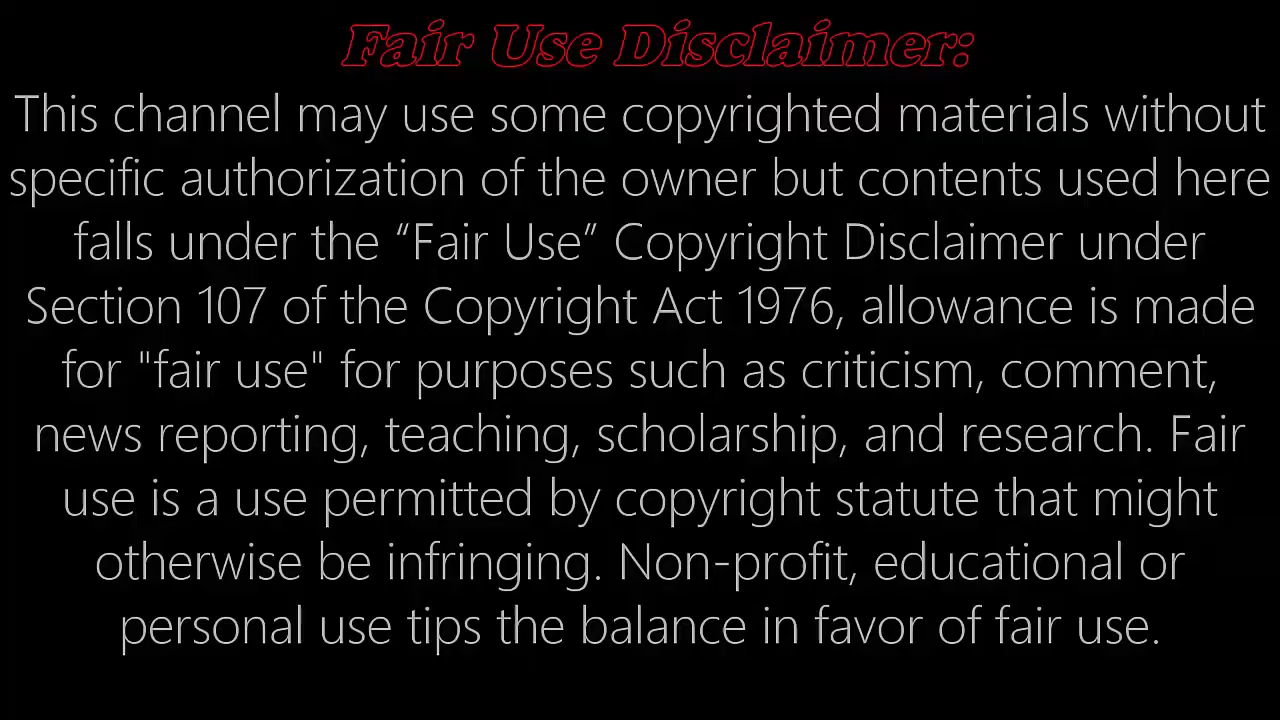 Fair Use Disclaimer:
This channel may use some copyrighted materials without
specific authorization of the owner but contents used here
falls under the “Fair Use” Copyright Disclaimer under
Section 107 of the Copyright Act 1976, allowance is made
for "fair use" for purposes such as criticism, comment,
news reporting, teaching, scholarship, and research. Fair
use is a use permitted by copyright statute that might
otherwise be infringing. Non-profit, educational or
personal use tips the balance in favor of fair use.